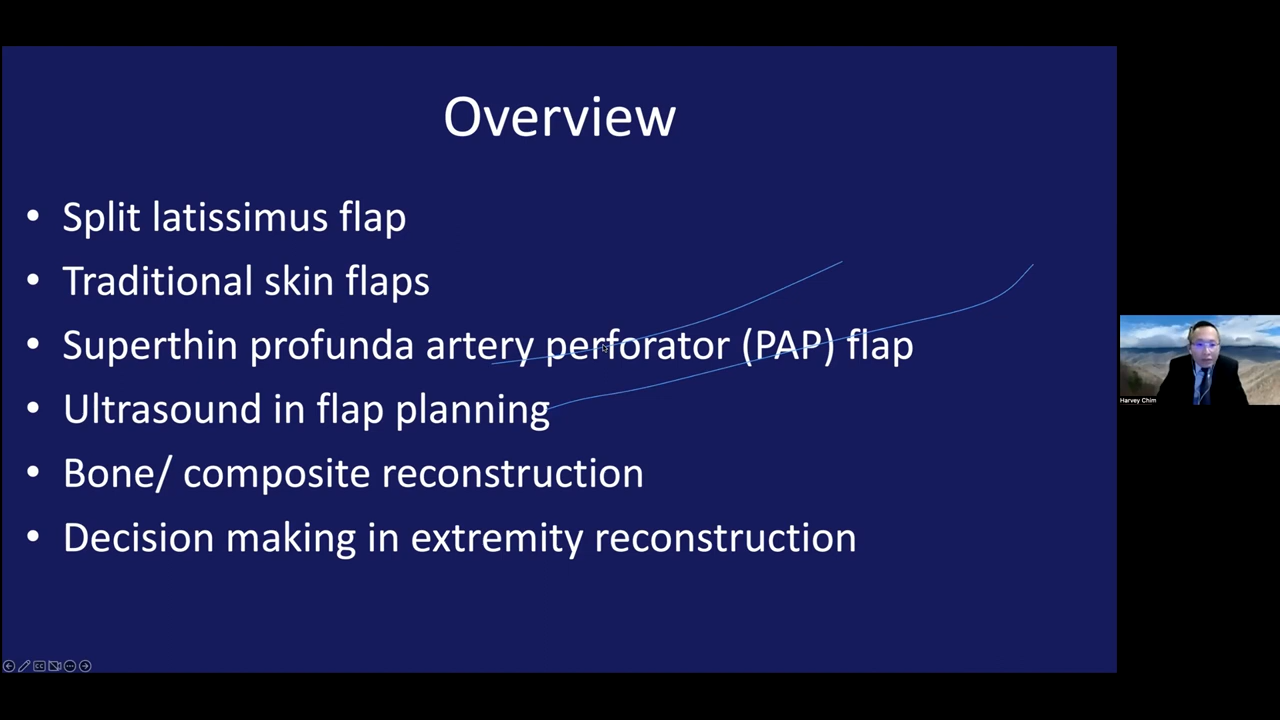 Overview
• Split latissimus flap
• Traditional skin flaps
• Superthin profunda artery perforator (PAP) flap
• Ultrasound in flap planning
• Bone/ composite reconstruction
• Decision making in extremity reconstruction
Harvey Chim